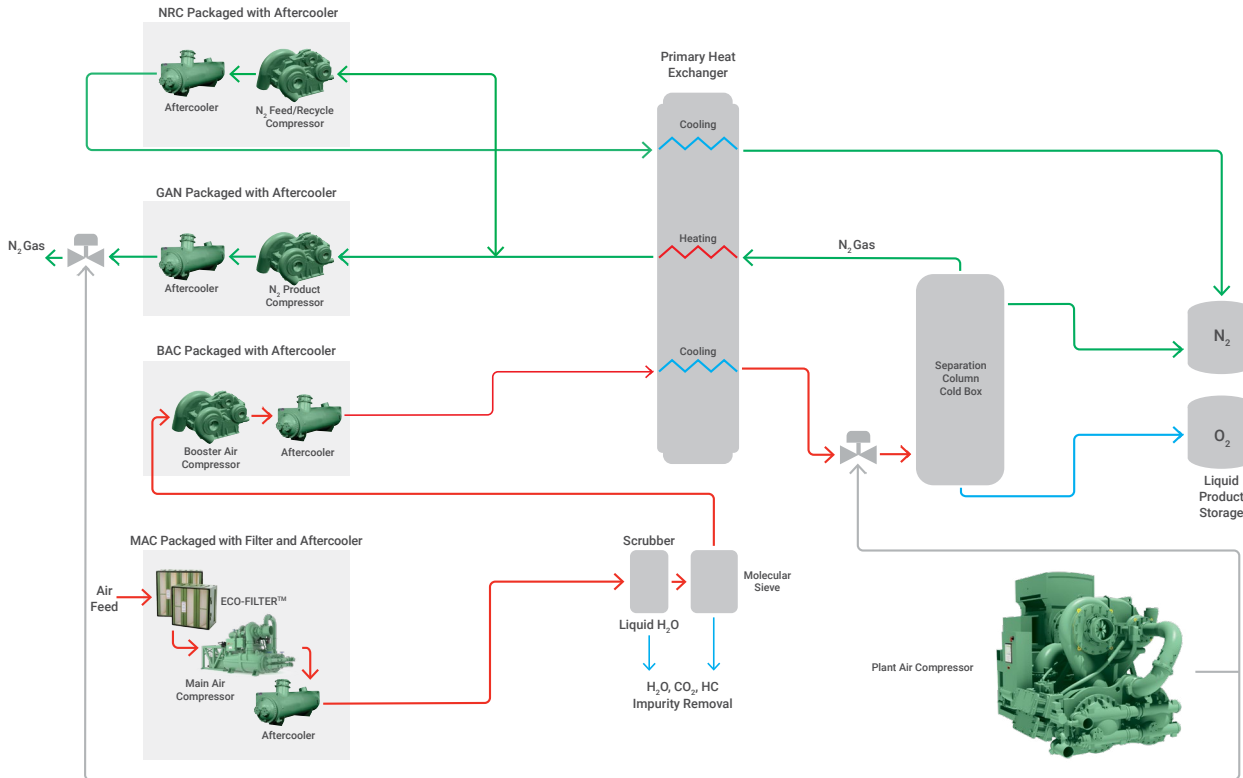 NRC Packaged with Aftercooler
Aftercooler
N₂ Feed/Recycle
Compressor
Primary Heat
Exchanger
Cooling
GAN Packaged with Aftercooler
N₂ Gas
Aftercooler
N₂ Product
Compressor
Heating
N₂ Gas
BAC Packaged with Aftercooler
Booster Air
Compressor
Aftercooler
Cooling
Separation
Column
Cold Box
N₂
O₂
Liquid
Product
Storage
MAC Packaged with Filter and Aftercooler
Air
Feed
ECO-FILTER™
Main Air
Compressor
Aftercooler
Scrubber
Molecular
Sieve
Liquid H₂O
H₂O, CO₂, HC
Impurity Removal
Plant Air Compressor